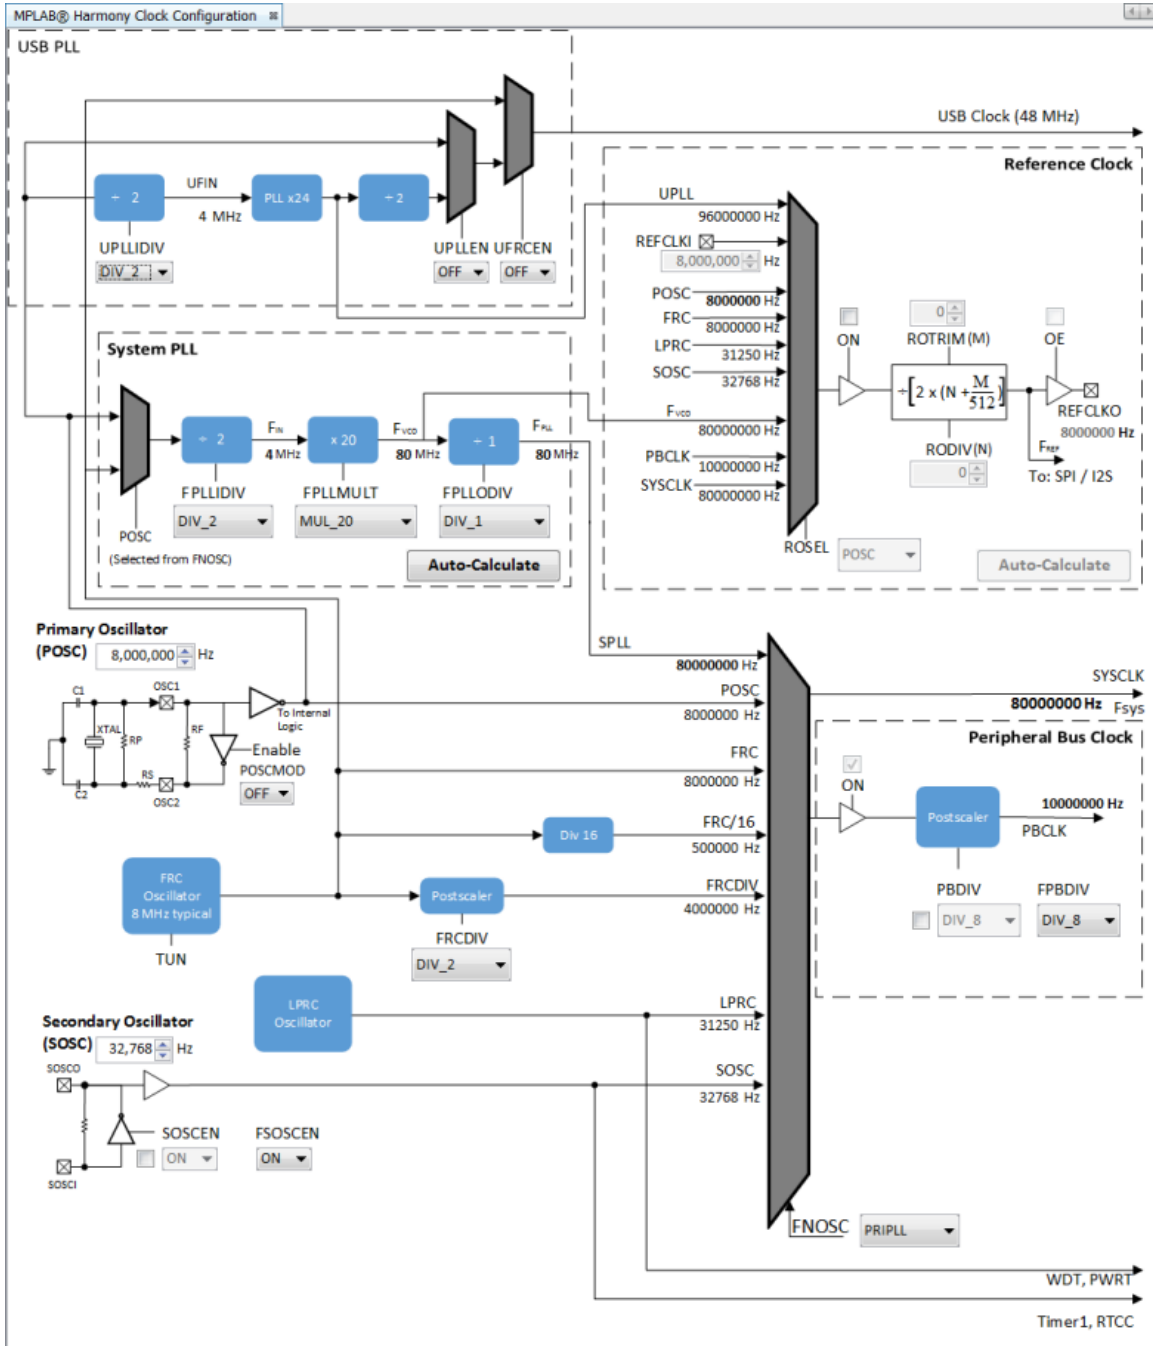 MPLAB® Harmony Clock Configuration
USB PLL
USB Clock (48 MHz)
÷ 2
UFIN
4 MHz
PLL x24
÷ 2
UPLLIDIV
DIV_2
UPLLEN
OFF
UFRCEN
OFF
Reference Clock
UPLL
96000000 Hz
REFCLKI
8,000,000 Hz
POSC
8000000 Hz
FRC
8000000 Hz
LPRC
31250 Hz
SOSC
32768 Hz
FVCO
80000000 Hz
PBCLK
10000000 Hz
SYSCLK
80000000 Hz
ROSEL
POSC
ON
0
ROTRIM(M)
÷[2 x (N + M/512)]
RODIV(N)
0
OE
REFCLKO
8000000 Hz
FREF
To: SPI / I2S
Auto-Calculate
System PLL
÷ 2
FIN
4 MHz
x 20
FVCO
80 MHz
÷ 1
FPLL
80 MHz
FPLLIDIV
DIV_2
FPLLMULT
MUL_20
FPLLODIV
DIV_1
POSC
(Selected from FNOSC)
Auto-Calculate
Primary Oscillator
(POSC) 8,000,000 Hz
C1
OSC1
XTAL
RP
RF
To Internal
Logic
Enable
POSCMOD
OFF
RS
C2
OSC2
SPLL
80000000 Hz
POSC
8000000 Hz
FRC
8000000 Hz
Div 16
FRC/16
500000 Hz
FRC
Oscillator
8 MHz typical
TUN
Postscaler
FRCDIV
DIV_2
FRCDIV
4000000 Hz
LPRC
Oscillator
LPRC
31250 Hz
Secondary Oscillator
(SOSC) 32,768 Hz
SOSCO
SOSCI
SOSCEN
ON
FSOSCEN
ON
SOSC
32768 Hz
FNOSC
PRIPLL
SYSCLK
80000000 Hz Fsys
Peripheral Bus Clock
ON
Postscaler
10000000 Hz
PBCLK
PBDIV
DIV_8
FPBDIV
DIV_8
WDT, PWRT
Timer1, RTCC